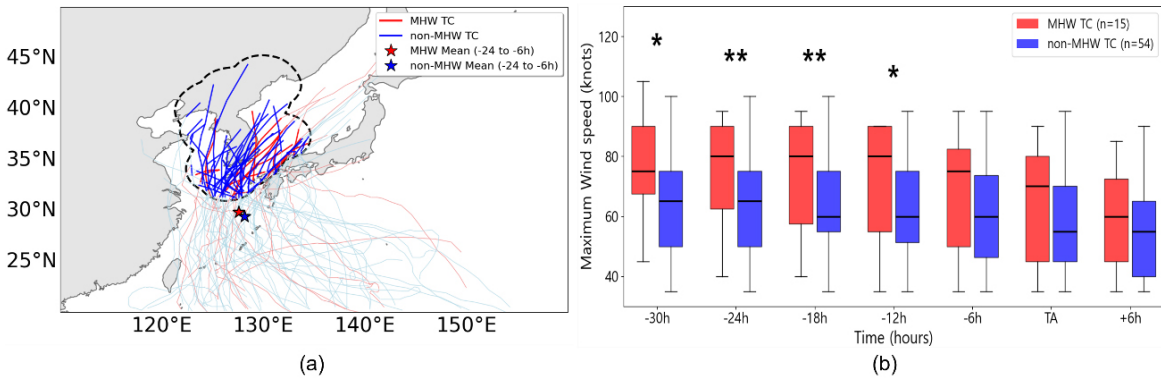 MHW TC
non-MHW TC
MHW Mean (-24 to -6h)
non-MHW Mean (-24 to -6h)
45°N
40°N
35°N
30°N
25°N
120°E 130°E 140°E 150°E
(a)
MHW TC (n=15)
non-MHW TC (n=54)
* ** ** *
Maximum Wind speed (knots)
120
100
80
60
40
-30h -24h -18h -12h -6h TA +6h
Time (hours)
(b)